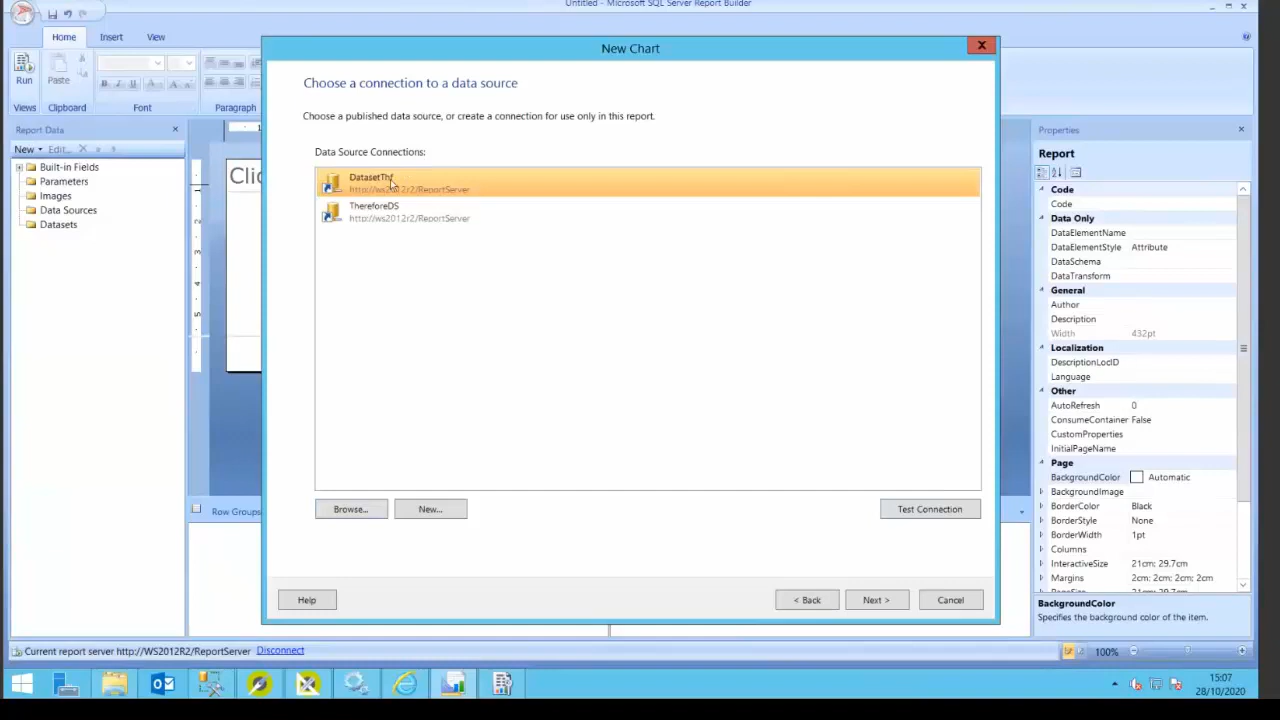 Untitled - Microsoft SQL Server Report Builder
Home
Insert
View
Run
Paste
Views
Clipboard
Font
Paragraph
Report Data
New
Edit...
Built-in Fields
Parameters
Images
Data Sources
Datasets
New Chart
X
Choose a connection to a data source
Choose a published data source, or create a connection for use only in this report.
Data Source Connections:
DatasetThf
http://ws2012r2/ReportServer
ThereforeDS
http://ws2012r2/ReportServer
Browse...
New...
Test Connection
Help
< Back
Next >
Cancel
Row Groups
Properties
Report
Code
Code
Data Only
DataElementName
DataElementStyle Attribute
DataSchema
DataTransform
General
Author
Description
Width 432pt
Localization
DescriptionLocID
Language
Other
AutoRefresh 0
ConsumeContainer False
CustomProperties
InitialPageName
Page
BackgroundColor Automatic
BackgroundImage
BorderColor Black
BorderStyle None
BorderWidth 1pt
Columns
InteractiveSize 21cm; 29.7cm
Margins 2cm; 2cm; 2cm; 2cm
BackgroundColor
Specifies the background color of the item.
Current report server http://WS2012R2/ReportServer Disconnect
100%
15:07
28/10/2020